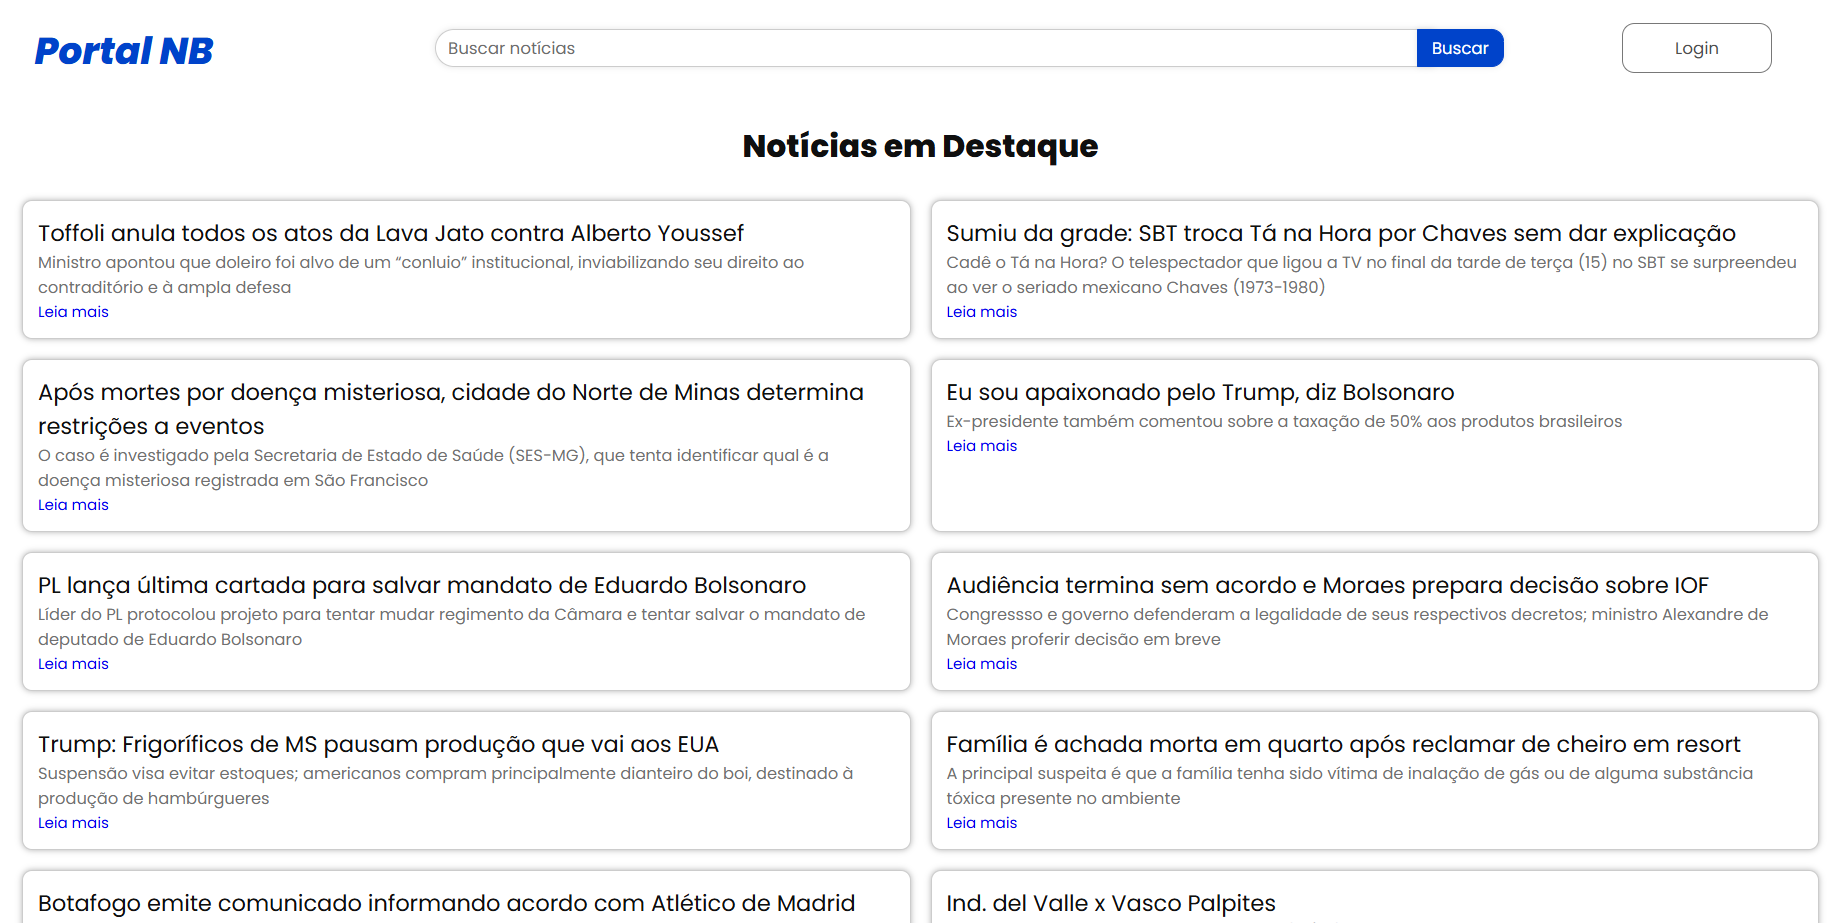 Portal NB
Buscar notícias
Buscar
Login
Notícias em Destaque
Toffoli anula todos os atos da Lava Jato contra Alberto Youssef
Ministro apontou que doleiro foi alvo de um “conluio” institucional, inviabilizando seu direito ao
contraditório e à ampla defesa
Leia mais
Sumiu da grade: SBT troca Tá na Hora por Chaves sem dar explicação
Cadê o Tá na Hora? O telespectador que ligou a TV no final da tarde de terça (15) no SBT se surpreendeu
ao ver o seriado mexicano Chaves (1973-1980)
Leia mais
Após mortes por doença misteriosa, cidade do Norte de Minas determina
restrições a eventos
O caso é investigado pela Secretaria de Estado de Saúde (SES-MG), que tenta identificar qual é a
doença misteriosa registrada em São Francisco
Leia mais
Eu sou apaixonado pelo Trump, diz Bolsonaro
Ex-presidente também comentou sobre a taxação de 50% aos produtos brasileiros
Leia mais
PL lança última cartada para salvar mandato de Eduardo Bolsonaro
Líder do PL protocolou projeto para tentar mudar regimento da Câmara e tentar salvar o mandato de
deputado de Eduardo Bolsonaro
Leia mais
Audiência termina sem acordo e Moraes prepara decisão sobre IOF
Congressso e governo defenderam a legalidade de seus respectivos decretos; ministro Alexandre de
Moraes proferir decisão em breve
Leia mais
Trump: Frigoríficos de MS pausam produção que vai aos EUA
Suspensão visa evitar estoques; americanos compram principalmente dianteiro do boi, destinado à
produção de hambúrgueres
Leia mais
Família é achada morta em quarto após reclamar de cheiro em resort
A principal suspeita é que a família tenha sido vítima de inalação de gás ou de alguma substância
tóxica presente no ambiente
Leia mais
Botafogo emite comunicado informando acordo com Atlético de Madrid
Ind. del Valle x Vasco Palpites